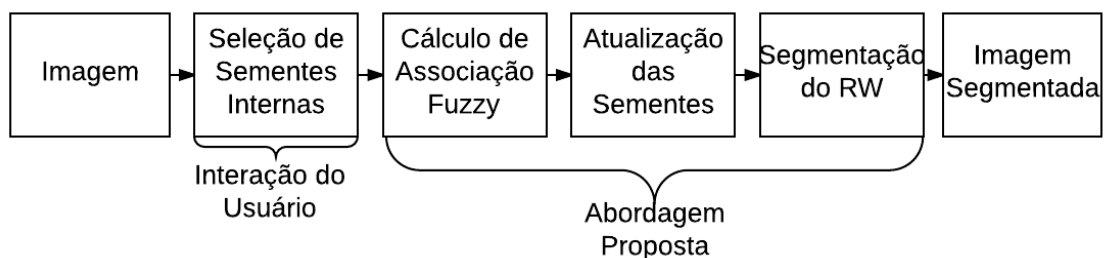 Imagem
Seleção de
Sementes
Internas
Cálculo de
Associação
Fuzzy
Atualização
das
Sementes
Segmentação
do RW
Imagem
Segmentada
Interação do
Usuário
Abordagem
Proposta